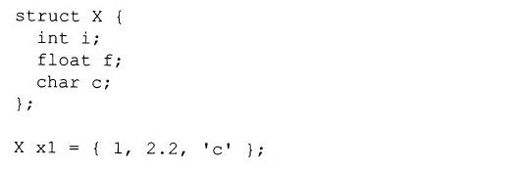 struct X {
  int i;
  float f;
  char c;
};

X x1 = { 1, 2.2, 'c' };